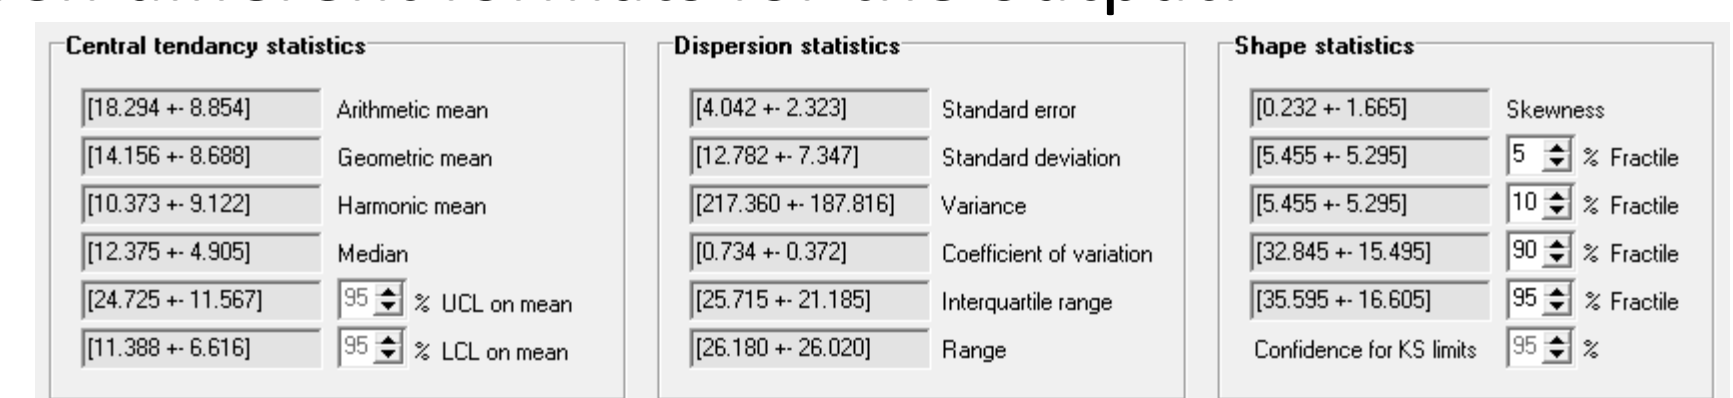 Central tendancy statistics
[18.294 +- 8.854] Arithmetic mean
[14.156 +- 8.688] Geometric mean
[10.373 +- 9.122] Harmonic mean
[12.375 +- 4.905] Median
[24.725 +- 11.567] 95 % UCL on mean
[11.388 +- 6.616] 95 % LCL on mean
Dispersion statistics
[4.042 +- 2.323] Standard error
[12.782 +- 7.347] Standard deviation
[217.360 +- 187.816] Variance
[0.734 +- 0.372] Coefficient of variation
[25.715 +- 21.185] Interquartile range
[26.180 +- 26.020] Range
Shape statistics
[0.232 +- 1.665] Skewness
[5.455 +- 5.295] 5 % Fractile
[5.455 +- 5.295] 10 % Fractile
[32.845 +- 15.495] 90 % Fractile
[35.595 +- 16.605] 95 % Fractile
Confidence for KS limits 95 %